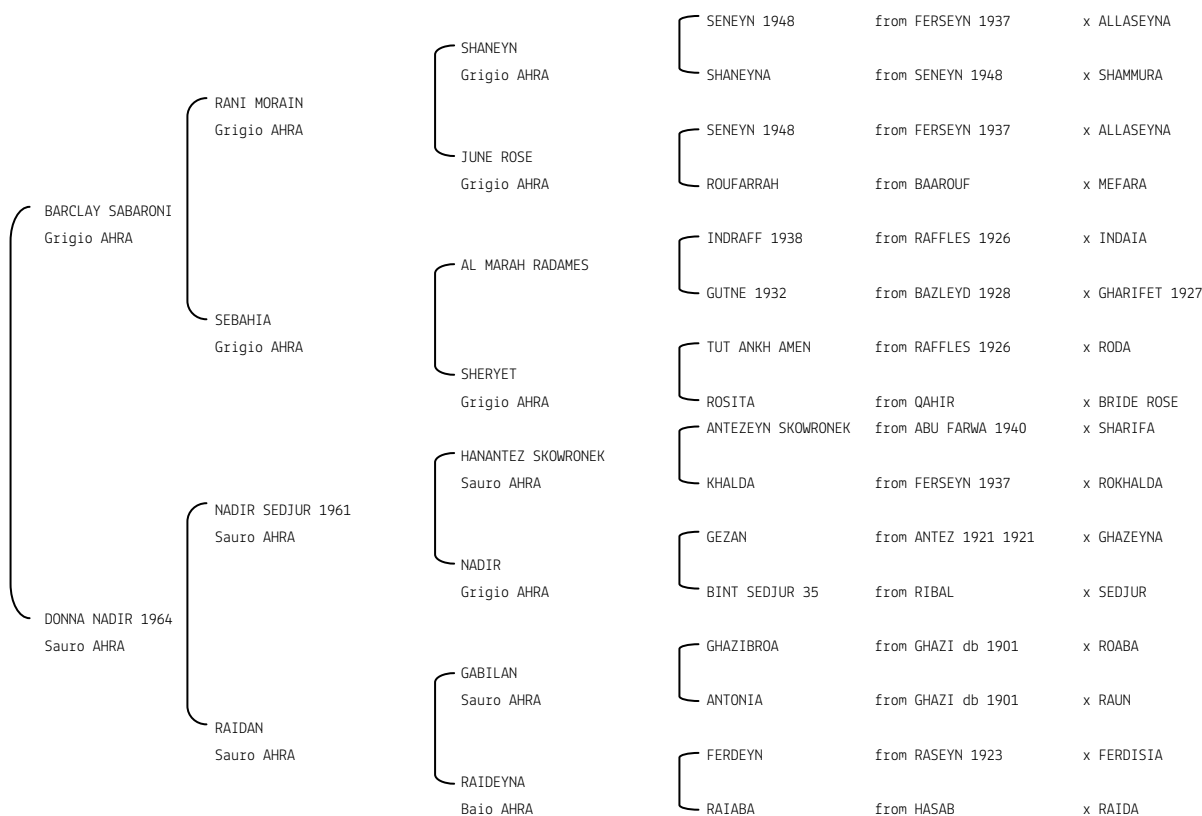 SENEYN 1948 from FERSEYN 1937 x ALLASEYNA
SHANEYN
Grigio AHRA SHANEYNA from SENEYN 1948 x SHAMMURA
RANI MORAIN
Grigio AHRA SENEYN 1948 from FERSEYN 1937 x ALLASEYNA
JUNE ROSE
Grigio AHRA ROUFARRAH from BAAROUF x MEFARA
BARCLAY SABARONI
Grigio AHRA INDRAFF 1938 from RAFFLES 1926 x INDAIA
AL MARAH RADAMES
GUTNE 1932 from BAZLEYD 1928 x GHARIFET 1927
SEBAHIA
Grigio AHRA TUT ANKH AMEN from RAFFLES 1926 x RODA
SHERYET
Grigio AHRA ROSITA from QAHIR x BRIDE ROSE
ANTEZEYN SKOWRONEK from ABU FARWA 1940 x SHARIFA
HANANTEZ SKOWRONEK
Sauro AHRA KHALDA from FERSEYN 1937 x ROKHALDA
NADIR SEDJUR 1961
Sauro AHRA GEZAN from ANTEZ 1921 1921 x GHAZEYNA
NADIR
Grigio AHRA BINT SEDJUR 35 from RIBAL x SEDJUR
DONNA NADIR 1964
Sauro AHRA GHAZIBROA from GHAZI db 1901 x ROABA
GABILAN
Sauro AHRA ANTONIA from GHAZI db 1901 x RAUN
RAIDAN
Sauro AHRA FERDEYN from RASEYN 1923 x FERDISIA
RAIDEYNA
Baio AHRA RAIABA from HASAB x RAIDA